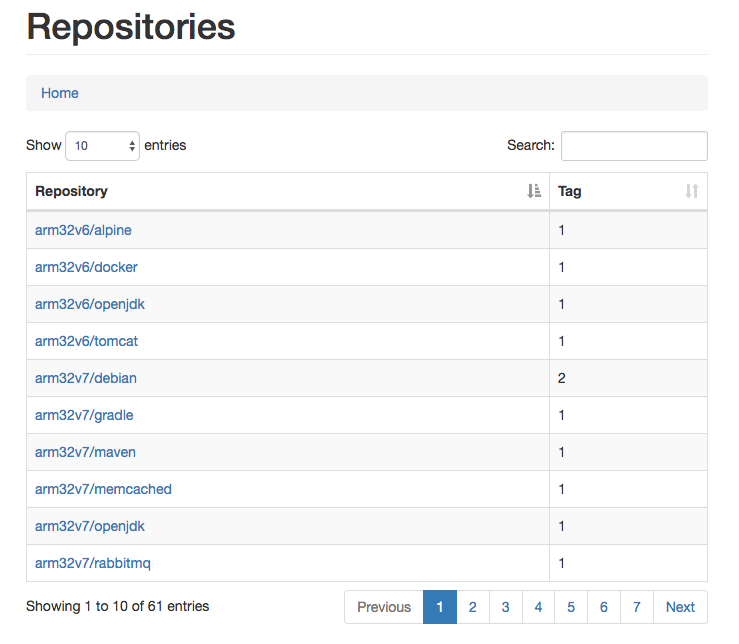 Repositories
Home
Show 10 entries Search:
Repository Tag
arm32v6/alpine 1
arm32v6/docker 1
arm32v6/openjdk 1
arm32v6/tomcat 1
arm32v7/debian 2
arm32v7/gradle 1
arm32v7/maven 1
arm32v7/memcached 1
arm32v7/openjdk 1
arm32v7/rabbitmq 1
Showing 1 to 10 of 61 entries Previous 1 2 3 4 5 6 7 Next